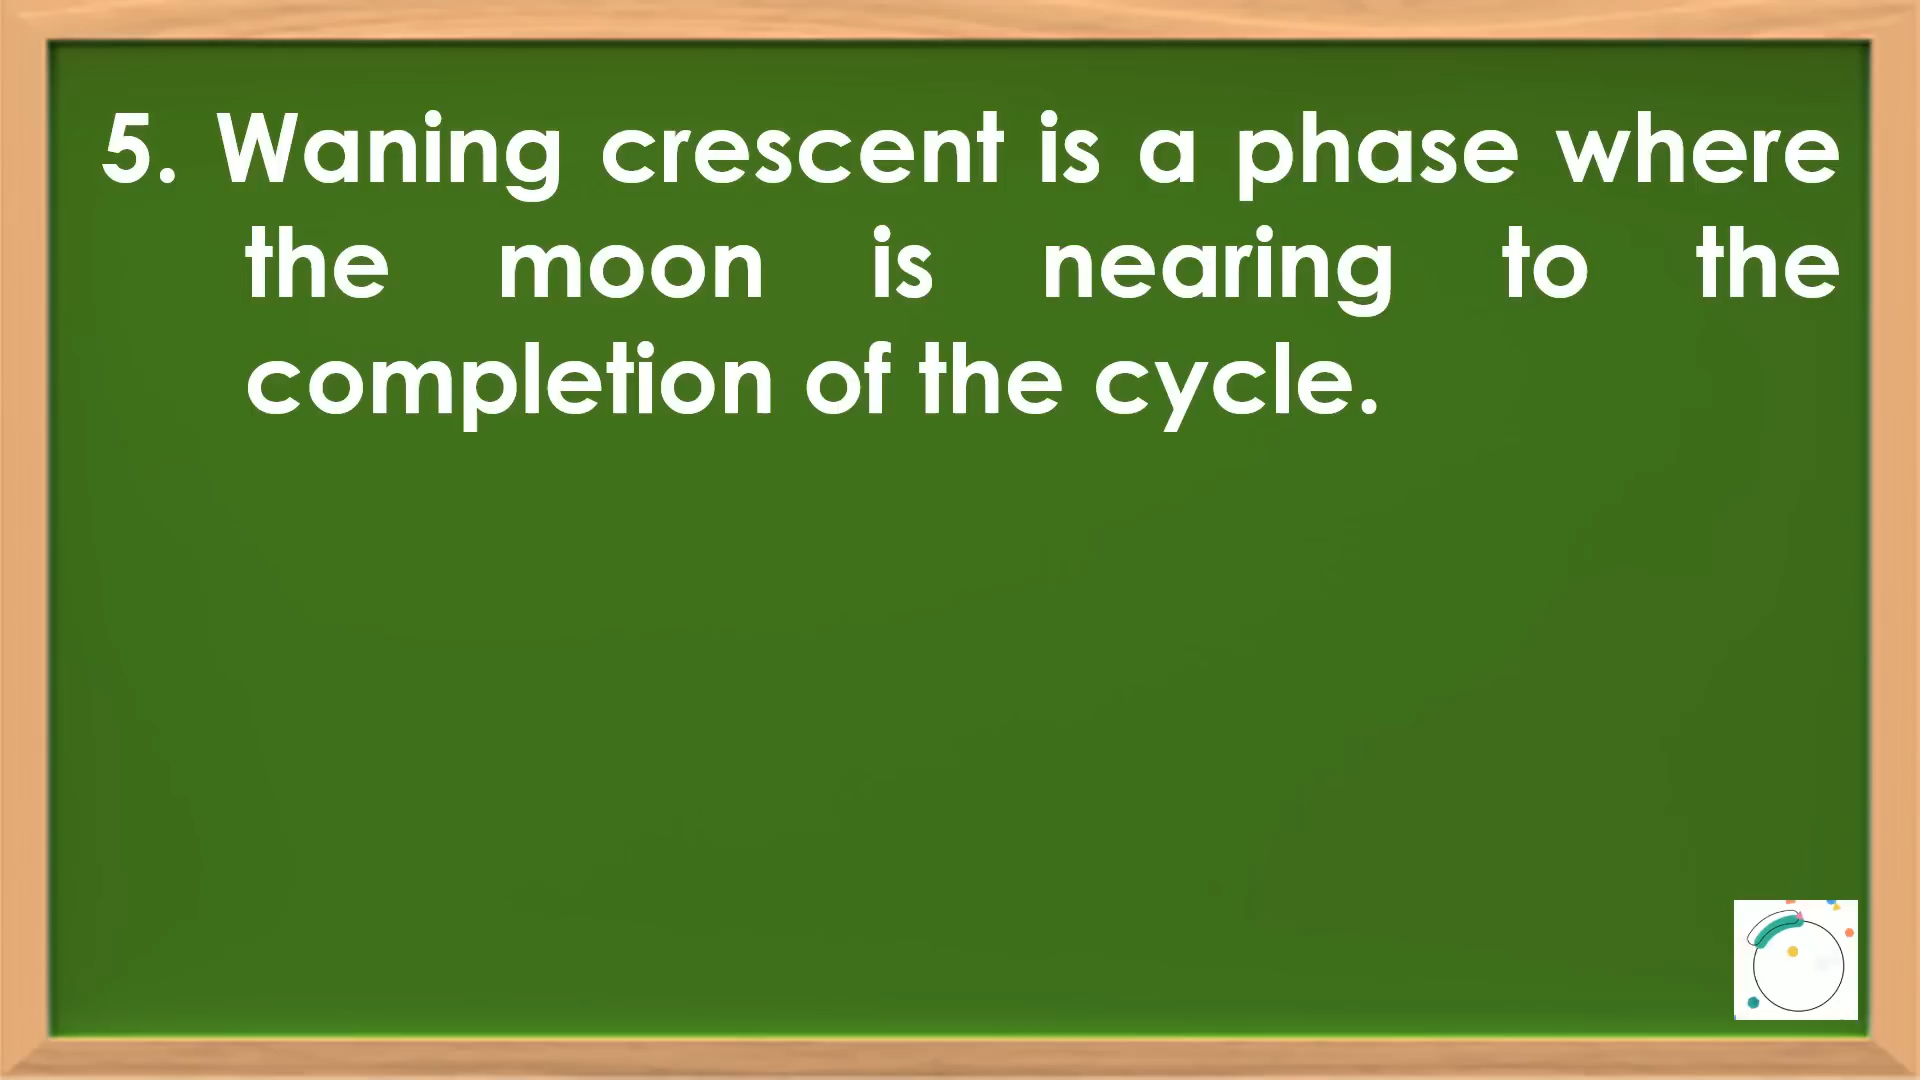 5. Waning crescent is a phase where
the moon is nearing to the
completion of the cycle.